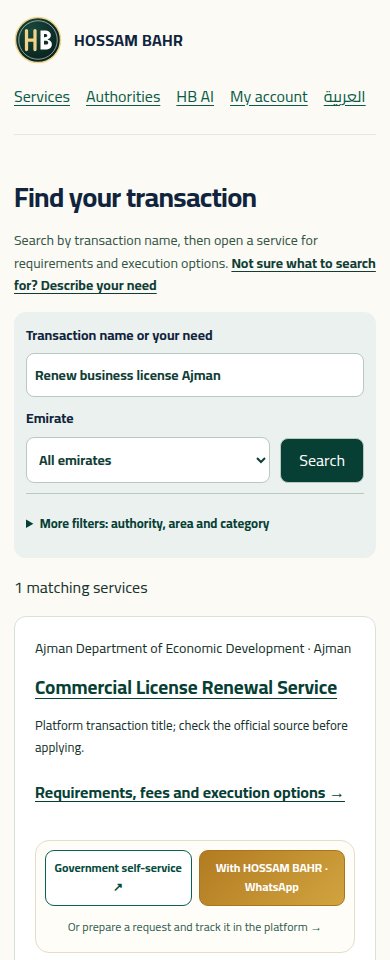 HB
HOSSAM BAHR
Services Authorities HB AI My account العربية
Find your transaction
Search by transaction name, then open a service for
requirements and execution options. Not sure what to search
for? Describe your need
Transaction name or your need
Renew business license Ajman
Emirate
All emirates
Search
▶ More filters: authority, area and category
1 matching services
Ajman Department of Economic Development · Ajman
Commercial License Renewal Service
Platform transaction title; check the official source before
applying.
Requirements, fees and execution options →
Government self-service
↗
With HOSSAM BAHR ·
WhatsApp
Or prepare a request and track it in the platform →